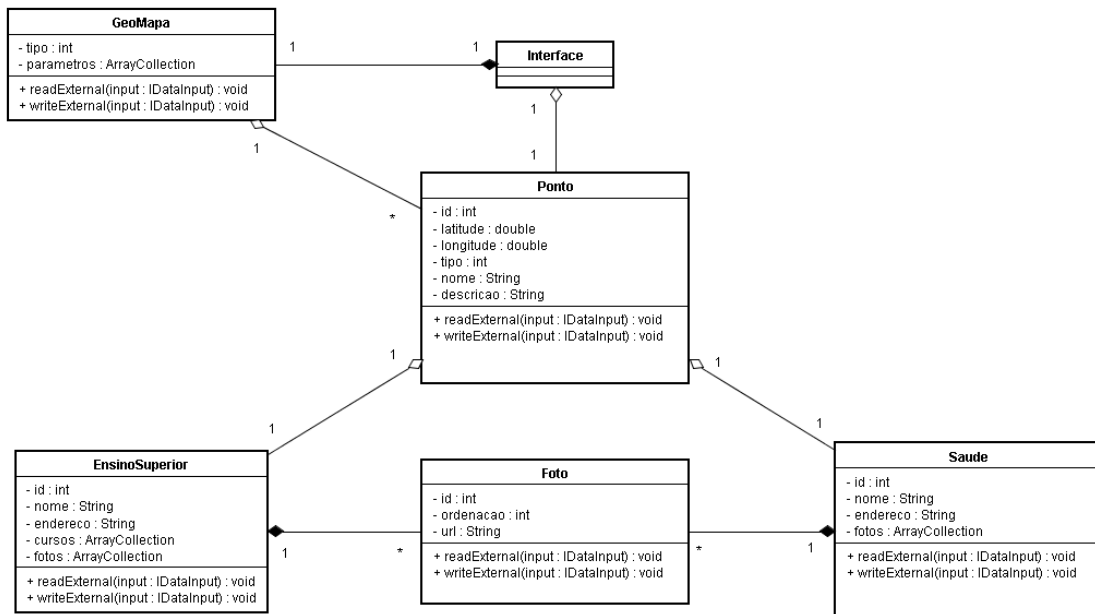 GeoMapa
- tipo : int
- parametros : ArrayCollection
+ readExternal(input : IDataInput) : void
+ writeExternal(input : IDataInput) : void
1
1
Interface
1
1
1
*
Ponto
- id : int
- latitude : double
- longitude : double
- tipo : int
- nome : String
- descricao : String
+ readExternal(input : IDataInput) : void
+ writeExternal(input : IDataInput) : void
1
1
1
1
EnsinoSuperior
- id : int
- nome : String
- endereco : String
- cursos : ArrayCollection
- fotos : ArrayCollection
+ readExternal(input : IDataInput) : void
+ writeExternal(input : IDataInput) : void
1
*
Foto
- id : int
- ordenacao : int
- url : String
+ readExternal(input : IDataInput) : void
+ writeExternal(input : IDataInput) : void
*
1
Saude
- id : int
- nome : String
- endereco : String
- fotos : ArrayCollection
+ readExternal(input : IDataInput) : void
+ writeExternal(input : IDataInput) : void